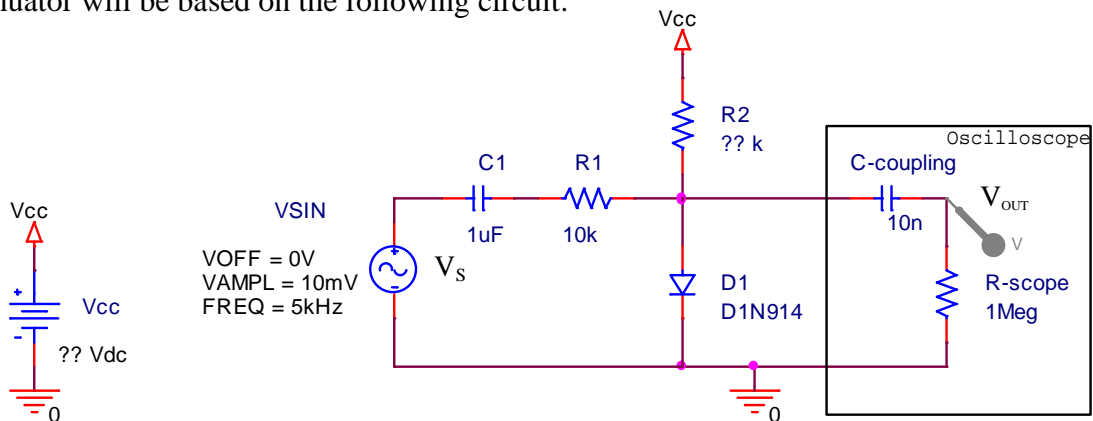 nuator will be based on the following circuit.
Vcc
R2
?? k
Oscilloscope
C1
R1
C-coupling
VOUT
Vcc
VSIN
1uF
10k
10n
V
VOFF = 0V
VAMPL = 10mV
FREQ = 5kHz
VS
D1
D1N914
R-scope
1Meg
+
Vcc
-
?? Vdc
+
-
0
0